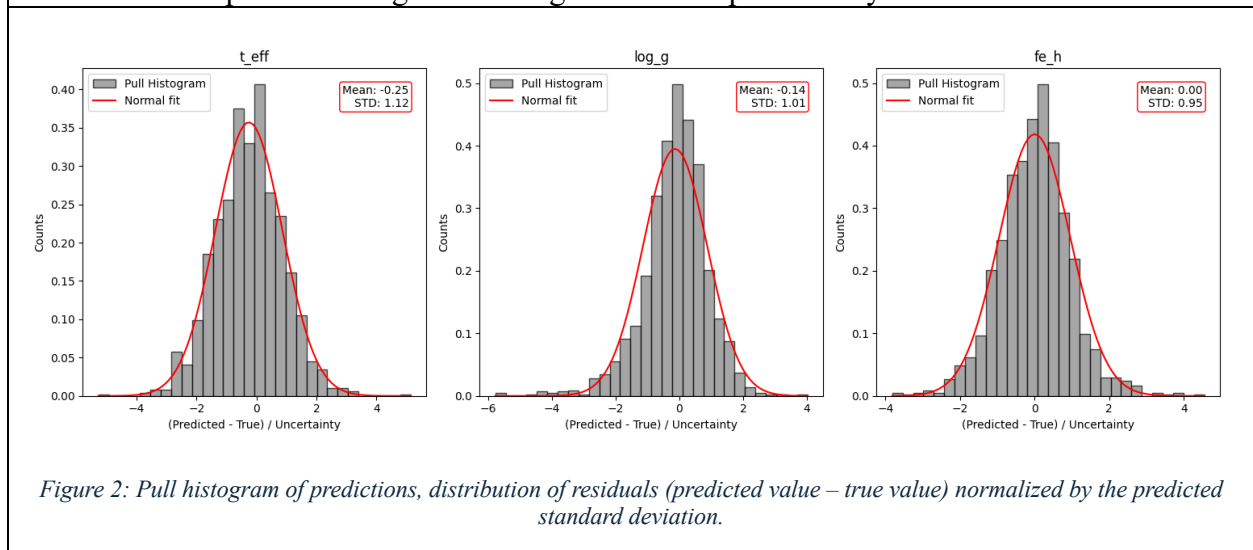 t_eff
Pull Histogram
Normal fit
Mean: -0.25
STD: 1.12
0.40
0.35
0.30
0.25
0.20
0.15
0.10
0.05
0.00
Counts
−4 −2 0 2 4
(Predicted - True) / Uncertainty
log_g
Pull Histogram
Normal fit
Mean: -0.14
STD: 1.01
0.5
0.4
0.3
0.2
0.1
0.0
Counts
−6 −4 −2 0 2 4
(Predicted - True) / Uncertainty
fe_h
Pull Histogram
Normal fit
Mean: 0.00
STD: 0.95
0.5
0.4
0.3
0.2
0.1
0.0
Counts
−4 −2 0 2 4
(Predicted - True) / Uncertainty
Figure 2: Pull histogram of predictions, distribution of residuals (predicted value – true value) normalized by the predicted
standard deviation.